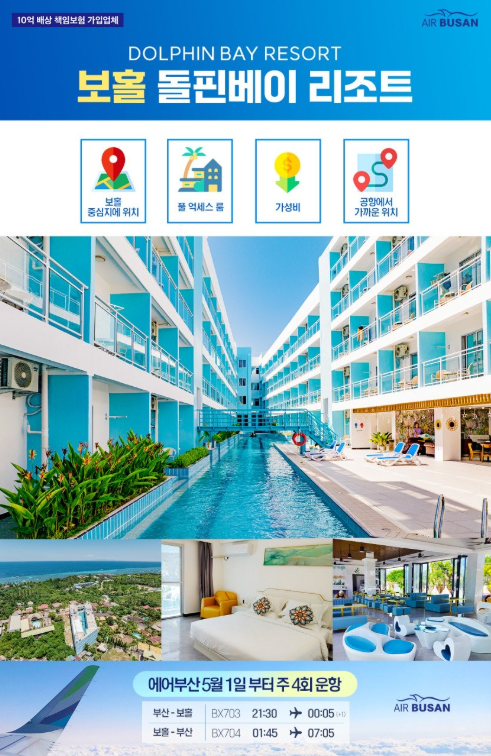 10억 배상 책임보험 가입업체
AIR BUSAN
DOLPHIN BAY RESORT
보홀 돌핀베이 리조트
보홀
중심지에 위치
풀 억세스 룸
가성비
공항에서
가까운 위치
에어부산 5월 1일 부터 주 4회 운항
부산 - 보홀 BX703 21:30 00:05 (+1)
보홀 - 부산 BX704 01:45 07:05
AIR BUSAN